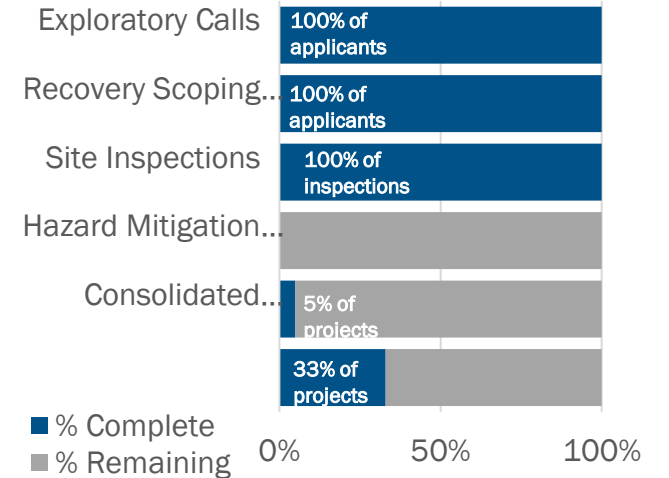 Exploratory Calls
100% of
applicants
Recovery Scoping...
100% of
applicants
Site Inspections
100% of
inspections
Hazard Mitigation...
Consolidated...
5% of
projects
33% of
projects
% Complete
% Remaining
0%
50%
100%